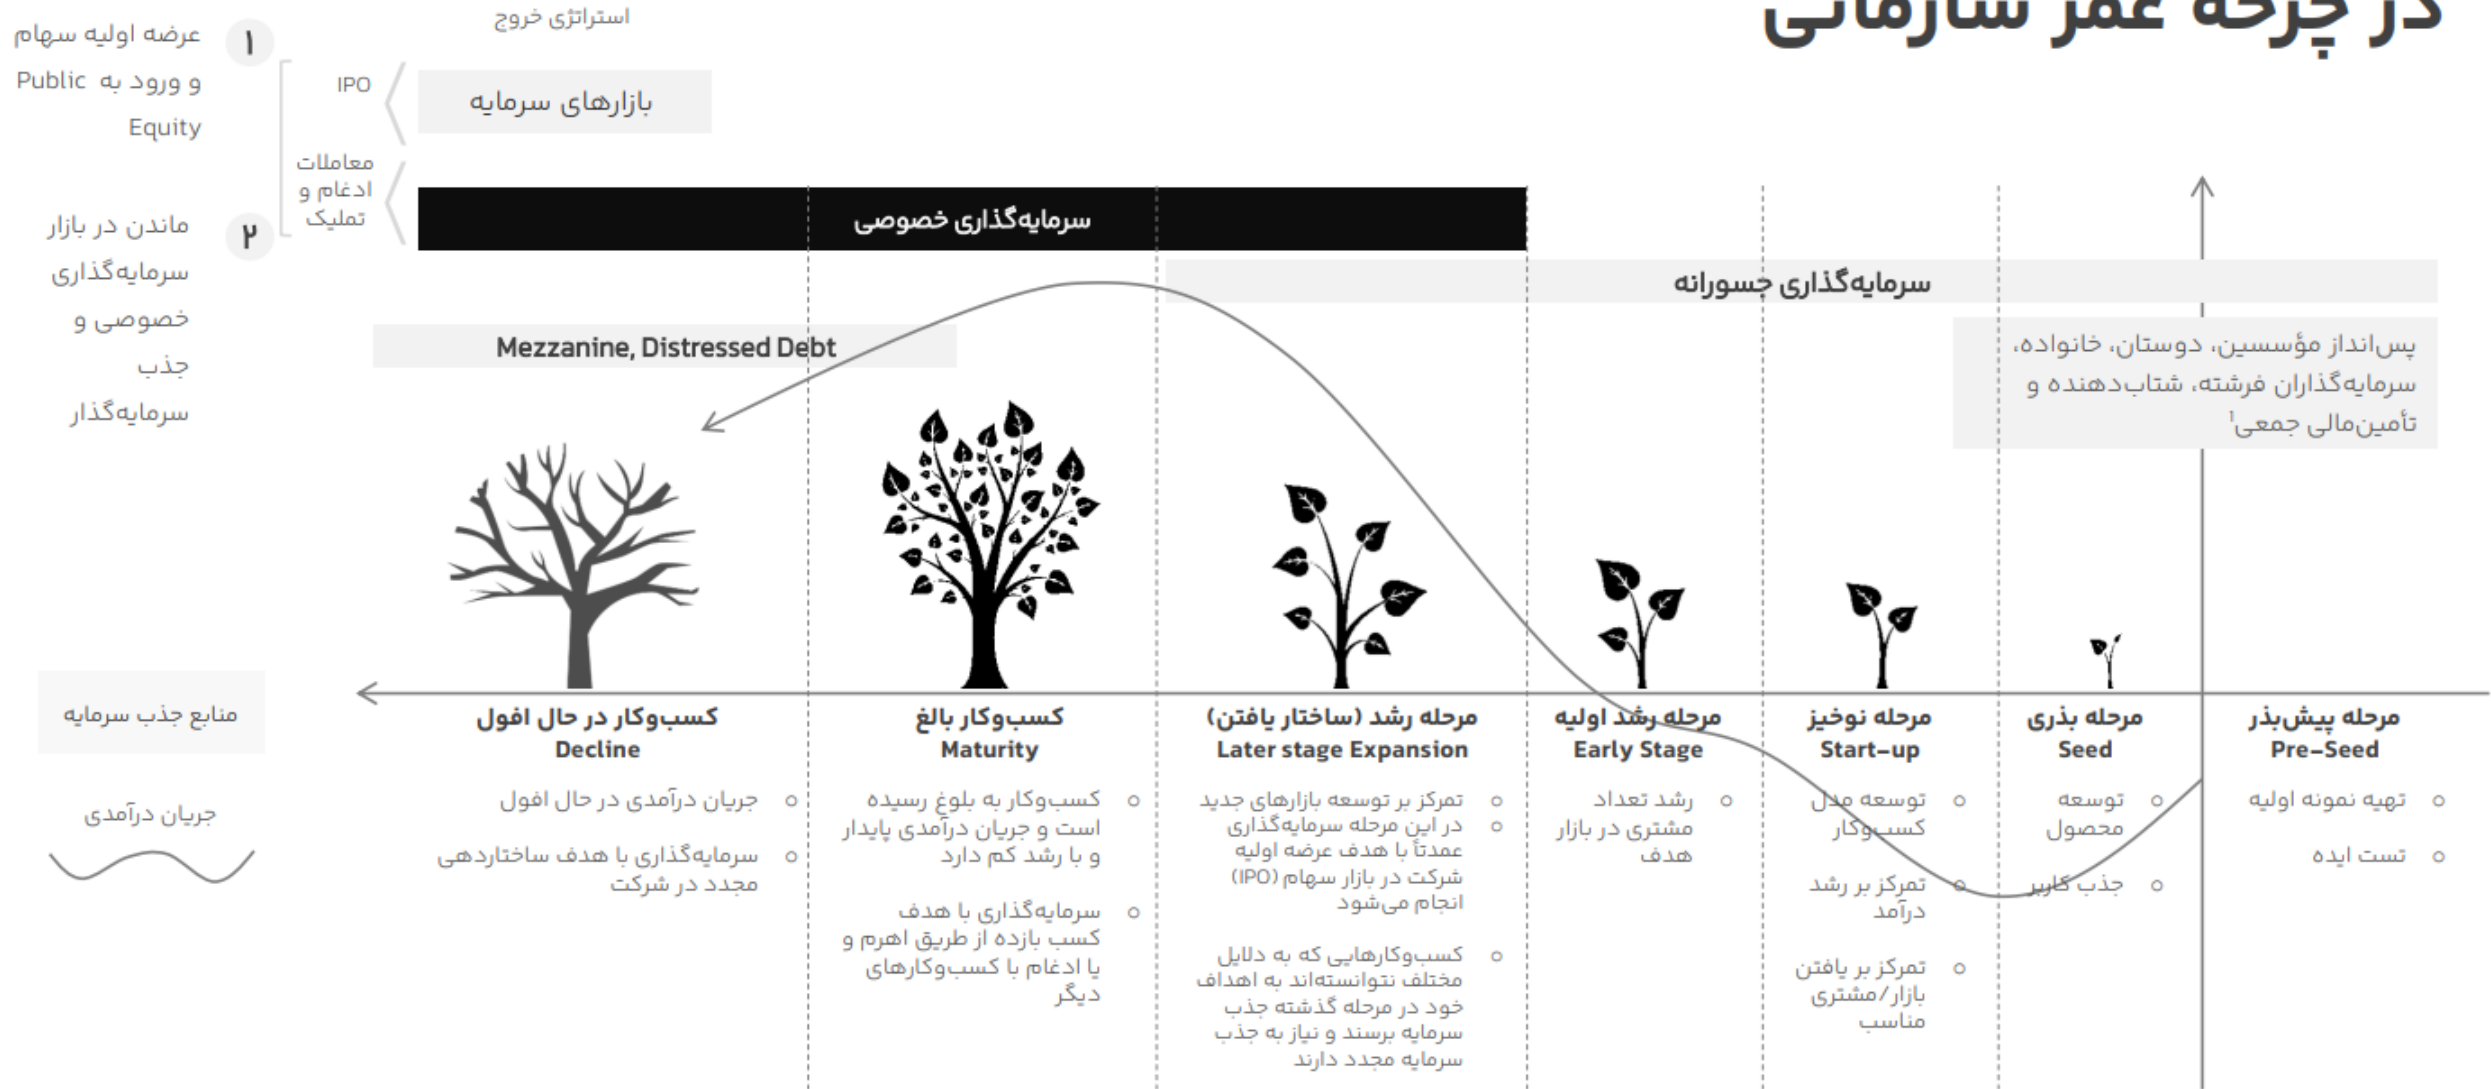 در چرخه عمر سازمانی
استراتژی خروج
۱
عرضه اولیه سهام
و ورود به Public
Equity
IPO
بازارهای سرمایه
معاملات
ادغام و
تملیک
۲
ماندن در بازار
سرمایه‌گذاری
خصوصی و
جذب
سرمایه‌گذار
سرمایه‌گذاری خصوصی
سرمایه‌گذاری جسورانه
Mezzanine, Distressed Debt
پس‌انداز مؤسسین، دوستان، خانواده،
سرمایه‌گذاران فرشته، شتاب‌دهنده و
تأمین‌مالی جمعی¹
مرحله پیش‌بذر
Pre-Seed
○ تهیه نمونه اولیه
○ تست ایده
مرحله بذری
Seed
○ توسعه
محصول
○ جذب کاربر
مرحله نوخیز
Start-up
○ توسعه مدل
کسب‌وکار
○ تمرکز بر رشد
درآمد
○ تمرکز بر یافتن
بازار/مشتری
مناسب
مرحله رشد اولیه
Early Stage
○ رشد تعداد
مشتری در بازار
هدف
مرحله رشد (ساختار یافتن)
Later stage Expansion
○ تمرکز بر توسعه بازارهای جدید
○ در این مرحله سرمایه‌گذاری
عمدتاً با هدف عرضه اولیه
شرکت در بازار سهام (IPO)
انجام می‌شود
○ کسب‌وکارهایی که به دلایل
مختلف نتوانسته‌اند به اهداف
خود در مرحله گذشته جذب
سرمایه برسند و نیاز به جذب
سرمایه مجدد دارند
کسب‌وکار بالغ
Maturity
○ کسب‌وکار به بلوغ رسیده
است و جریان درآمدی پایدار
و با رشد کم دارد
○ سرمایه‌گذاری با هدف
کسب بازده از طریق اهرم و
یا ادغام با کسب‌وکارهای
دیگر
کسب‌وکار در حال افول
Decline
○ جریان درآمدی در حال افول
○ سرمایه‌گذاری با هدف ساختاردهی
مجدد در شرکت
منابع جذب سرمایه
جریان درآمدی